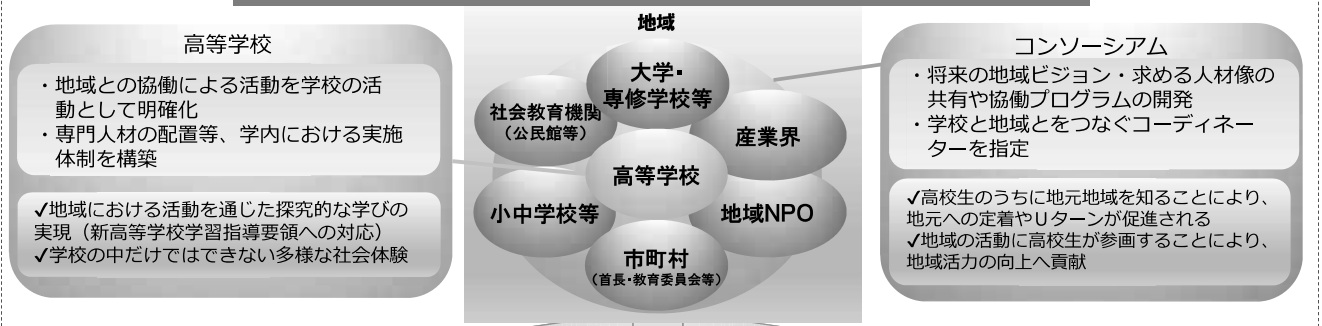 高等学校
・地域との協働による活動を学校の活
動として明確化
・専門人材の配置等、学内における実施
体制を構築
✓地域における活動を通じた探究的な学びの
実現（新高等学校学習指導要領への対応）
✓学校の中だけではできない多様な社会体験
地域
大学・
専修学校等
社会教育機関
（公民館等）
産業界
高等学校
小中学校等
地域NPO
市町村
（首長・教育委員会等）
コンソーシアム
・将来の地域ビジョン・求める人材像の
共有や協働プログラムの開発
・学校と地域とをつなぐコーディネー
ターを指定
✓高校生のうちに地元地域を知ることにより、
地元への定着やＵターンが促進される
✓地域の活動に高校生が参画することにより、
地域活力の向上へ貢献